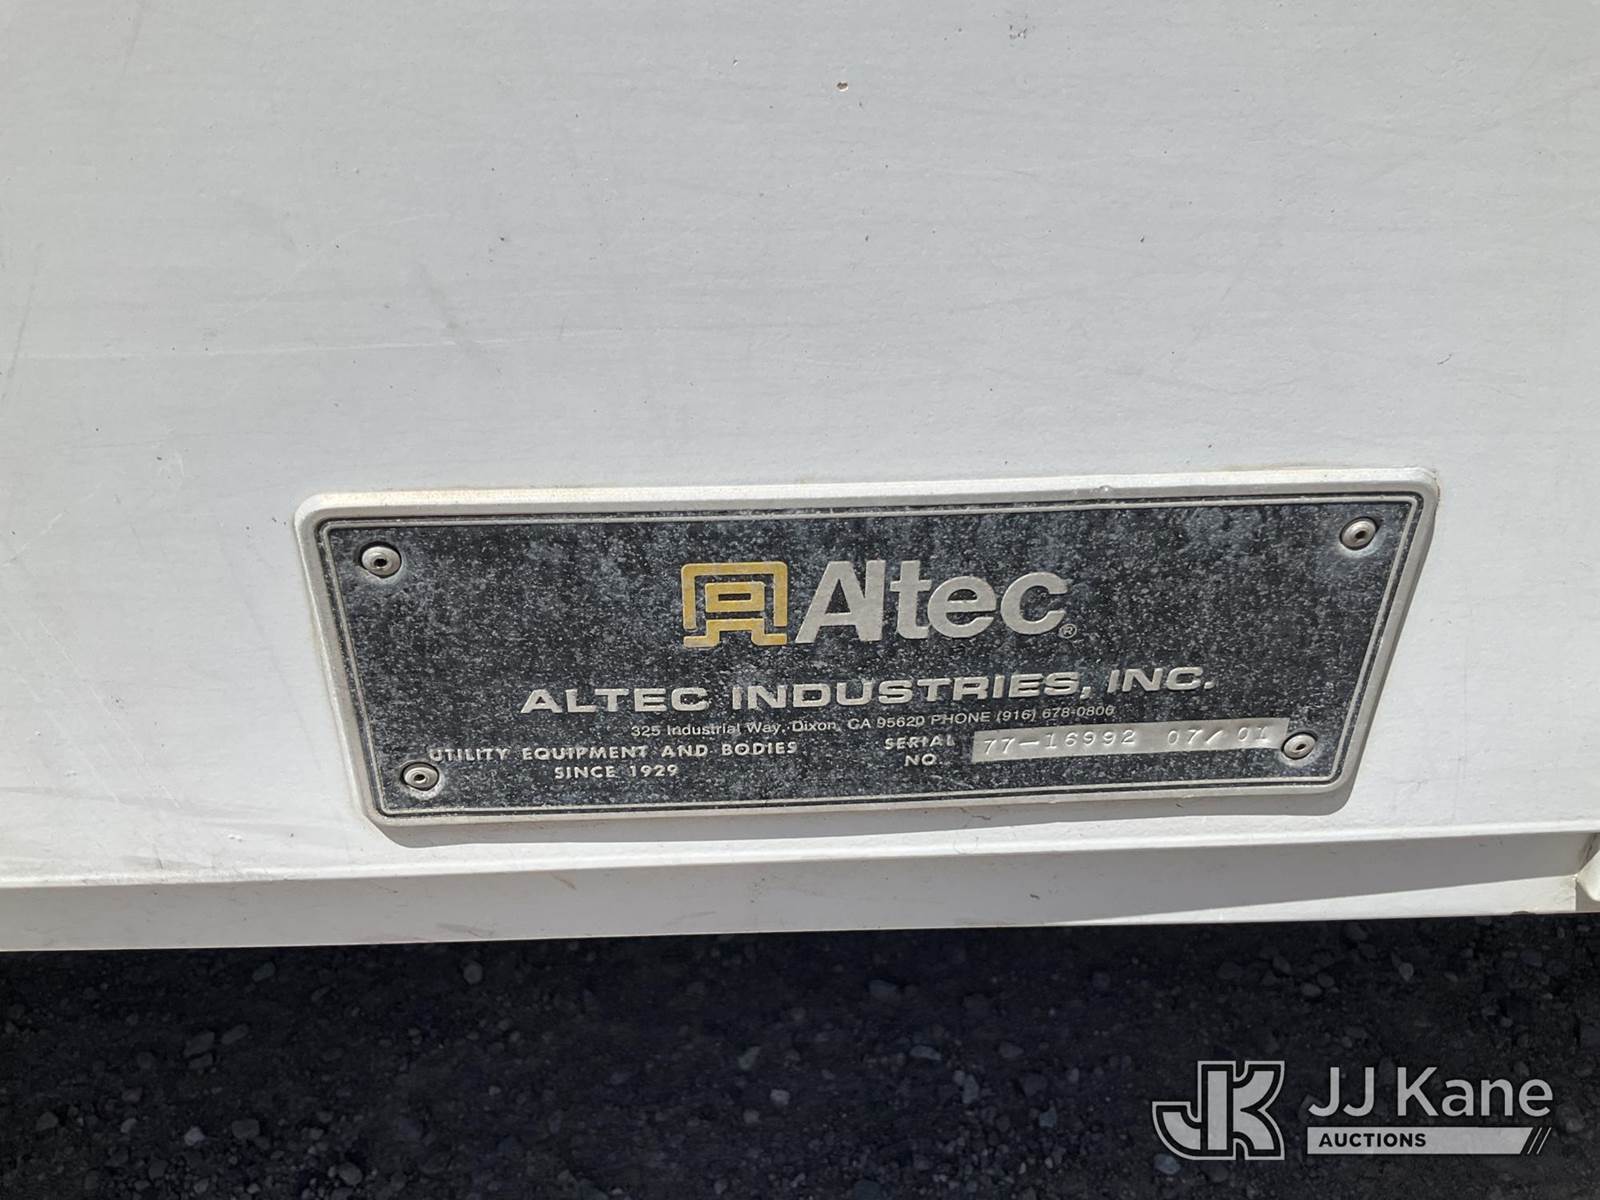 Altec®
ALTEC INDUSTRIES, INC.
325 Industrial Way, Dixon, CA 95620 PHONE (916) 678-0800
UTILITY EQUIPMENT AND BODIES
SINCE 1929
SERIAL
NO.
77-16992 07/01
JK JJ Kane
AUCTIONS